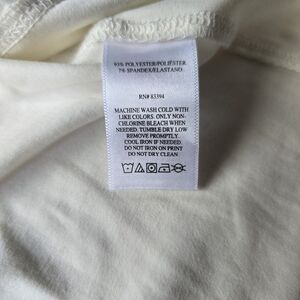 93% POLYESTER/POLIÉSTER
7% SPANDEX/ELASTANO
RN# 83394
MACHINE WASH COLD WITH
LIKE COLORS. ONLY NON-
CHLORINE BLEACH WHEN
NEEDED. TUMBLE DRY LOW
REMOVE PROMPTLY.
COOL IRON IF NEEDED.
DO NOT IRON ON PRINT
DO NOT DRY CLEAN